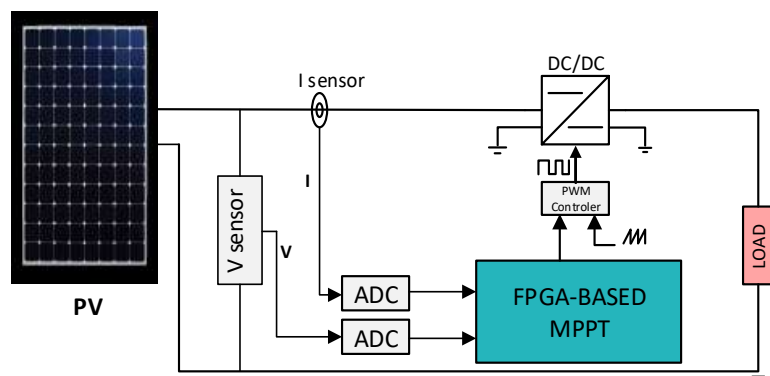 DC/DC
I sensor
I
PWM
Controler
V sensor
V
LOAD
ADC
FPGA-BASED
MPPT
ADC
PV